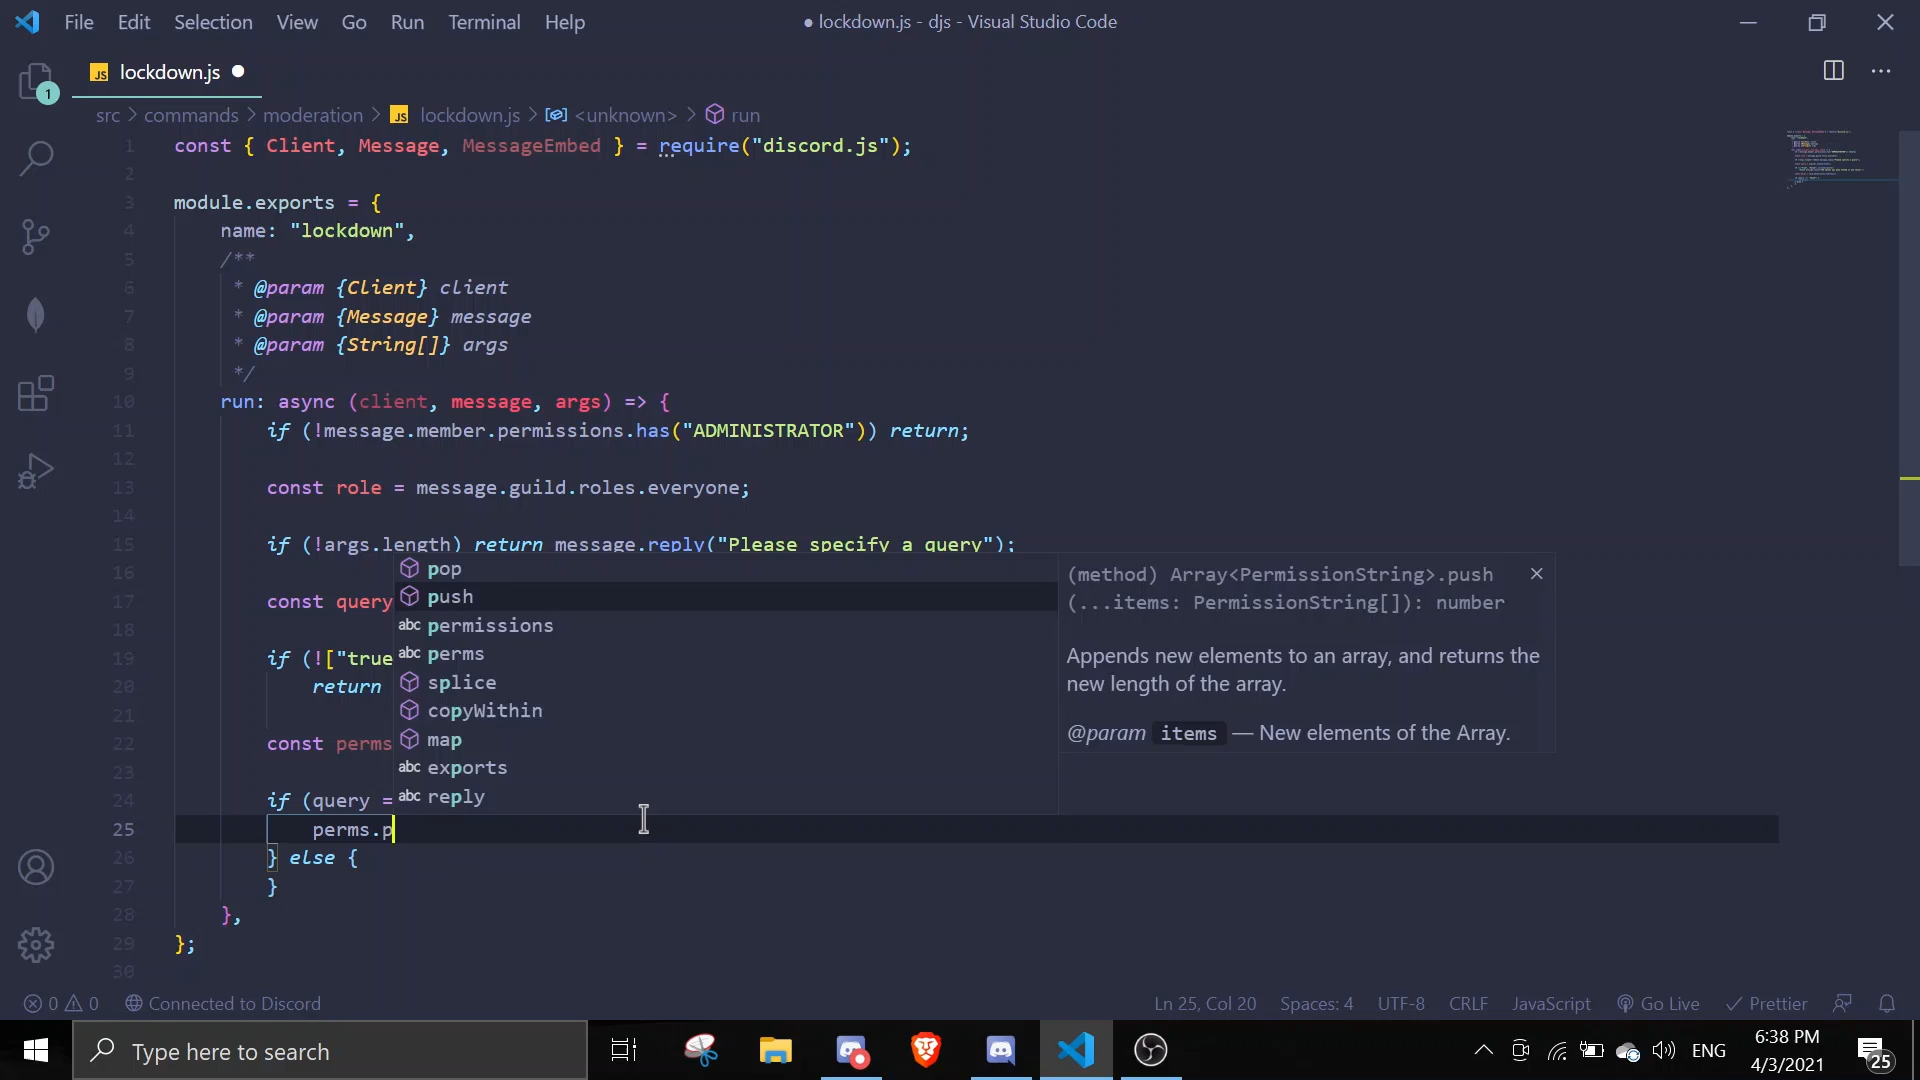 File Edit Selection View Go Run Terminal Help
● lockdown.js - djs - Visual Studio Code
JS lockdown.js ●
1
src > commands > moderation > JS lockdown.js > <unknown> > run
1 const { Client, Message, MessageEmbed } = require("discord.js");
2
3 module.exports = {
4 name: "lockdown",
5 /**
6 * @param {Client} client
7 * @param {Message} message
8 * @param {String[]} args
9 */
10 run: async (client, message, args) => {
11 if (!message.member.permissions.has("ADMINISTRATOR")) return;
12
13 const role = message.guild.roles.everyone;
14
15 if (!args.length) return message.reply("Please specify a query");
16
17 const query
18
19 if (!["true
20 return
21
22 const perms
23
24 if (query =
25 perms.p
26 } else {
27 }
28 },
29 };
30
pop
push
abc permissions
abc perms
splice
copyWithin
map
abc exports
abc reply
(method) Array<PermissionString>.push
(...items: PermissionString[]): number
Appends new elements to an array, and returns the
new length of the array.
@param items — New elements of the Array.
0 0 Connected to Discord
Ln 25, Col 20 Spaces: 4 UTF-8 CRLF JavaScript Go Live Prettier
Type here to search
ENG
6:38 PM
4/3/2021
25